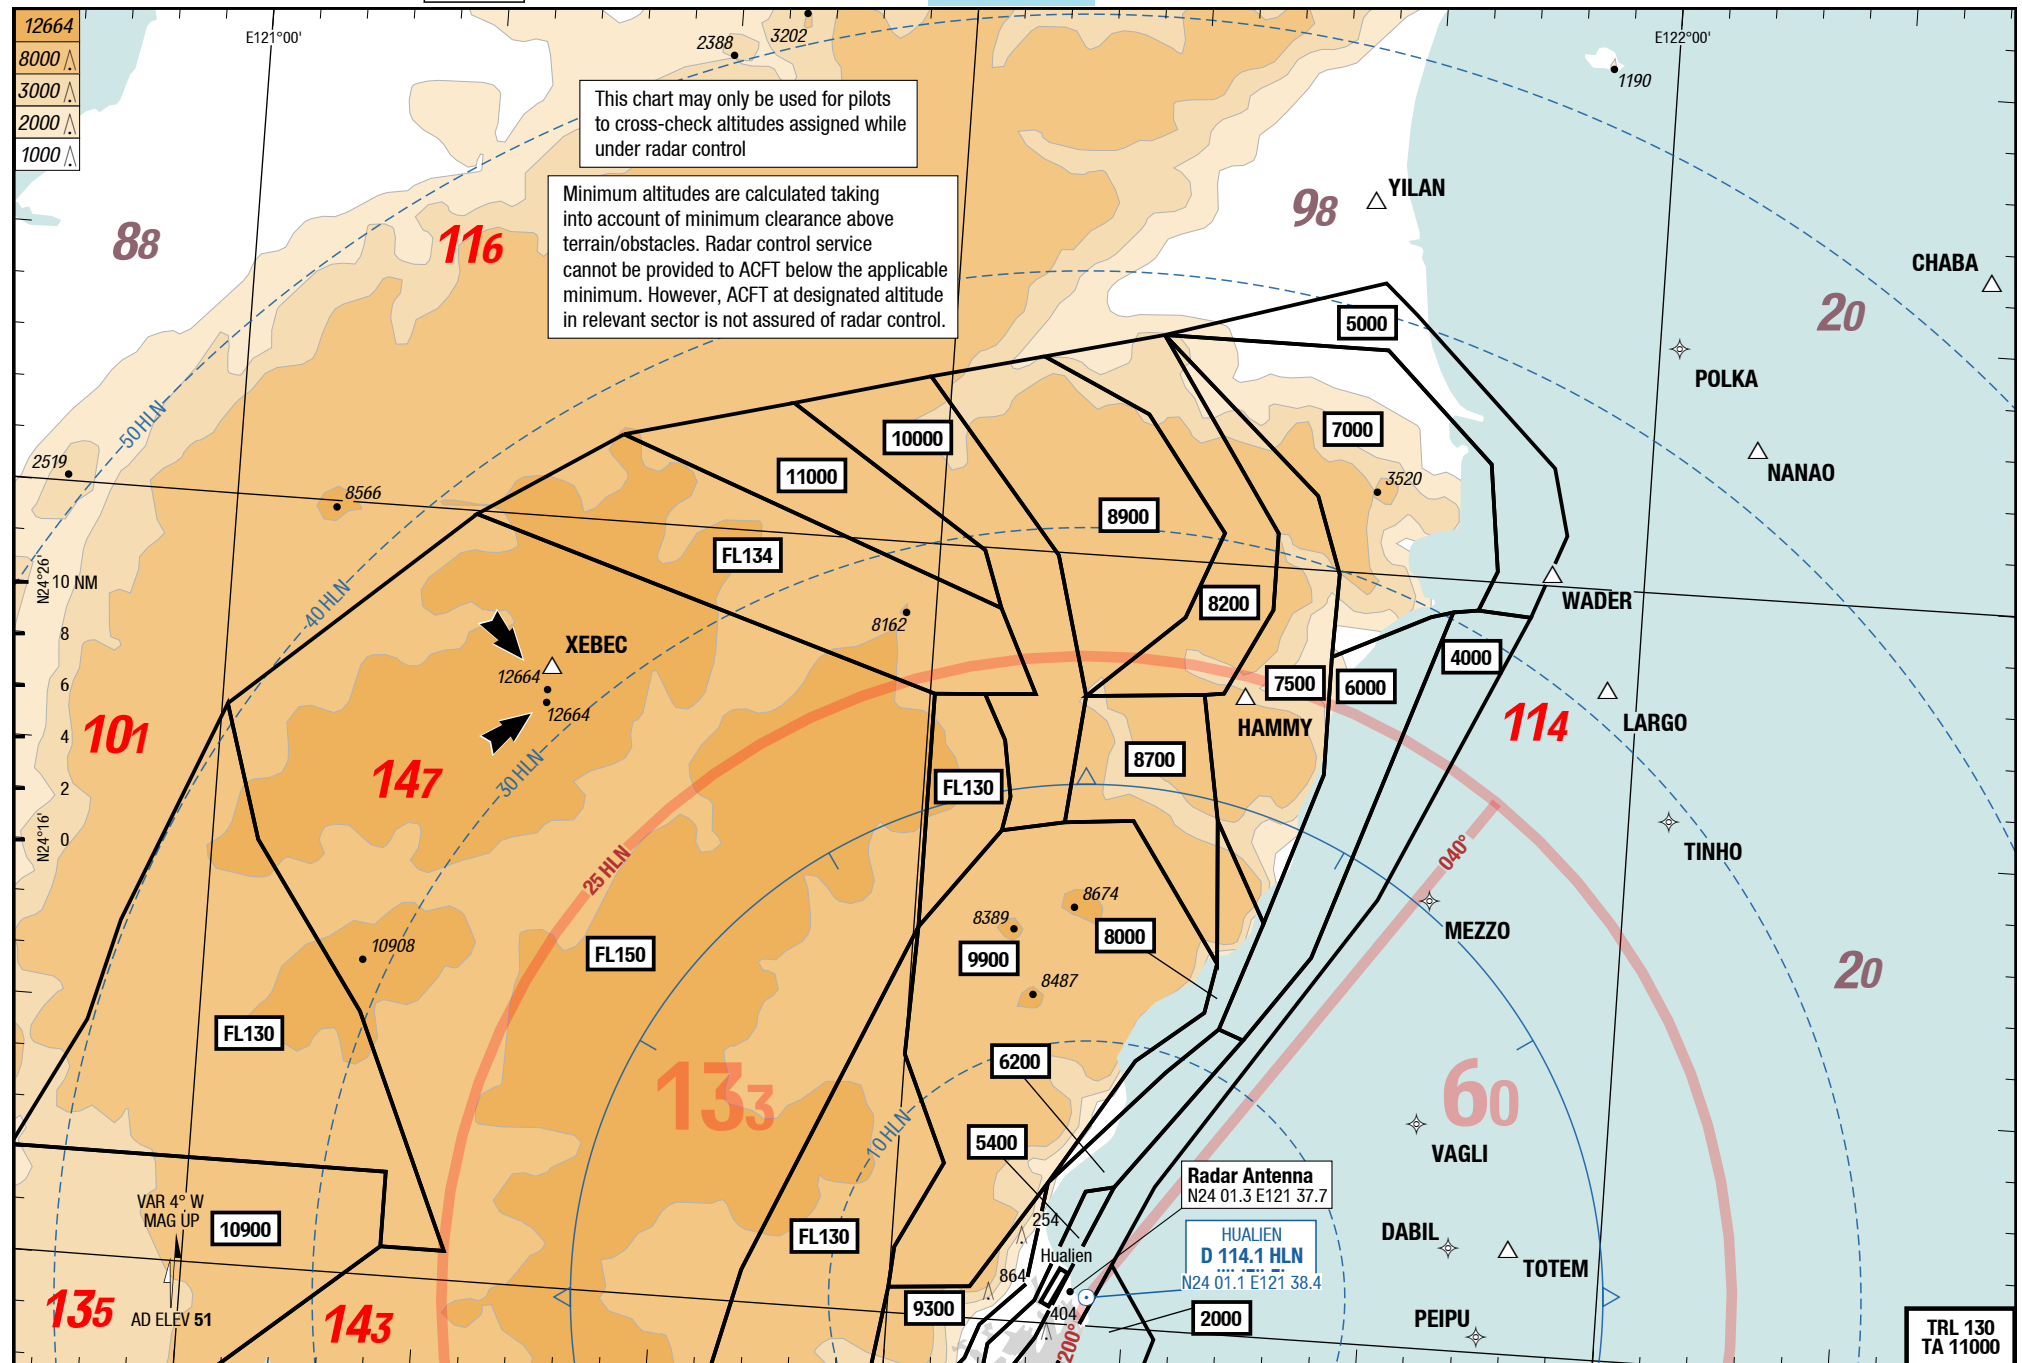 12664
8000
3000
2000
1000
E121°00'
2388
3202
E122°00'
1190
This chart may only be used for pilots
to cross-check altitudes assigned while
under radar control
Minimum altitudes are calculated taking
into account of minimum clearance above
terrain/obstacles. Radar control service
cannot be provided to ACFT below the applicable
minimum. However, ACFT at designated altitude
in relevant sector is not assured of radar control.
88
116
98
YILAN
CHABA
20
5000
POLKA
50 HLN
2519
8566
10000
11000
7000
3520
NANAO
8900
FL134
N24°26'
10 NM
8
6
4
2
0
N24°16'
40 HLN
8162
8200
WADER
XEBEC
12664
12664
4000
7500
6000
HAMMY
LARGO
101
147
114
30 HLN
8700
FL130
25 HLN
040°
TINHO
8674
8389
MEZZO
10908
FL150
9900
8000
8487
20
FL130
6200
133
60
10 HLN
5400
VAGLI
Radar Antenna
N24 01.3 E121 37.7
VAR 4° W
MAG UP
10900
FL130
254
Hualien
HUALIEN
D 114.1 HLN
N24 01.1 E121 38.4
DABIL
TOTEM
864
135
AD ELEV 51
143
9300
404
200°
2000
PEIPU
TRL 130
TA 11000